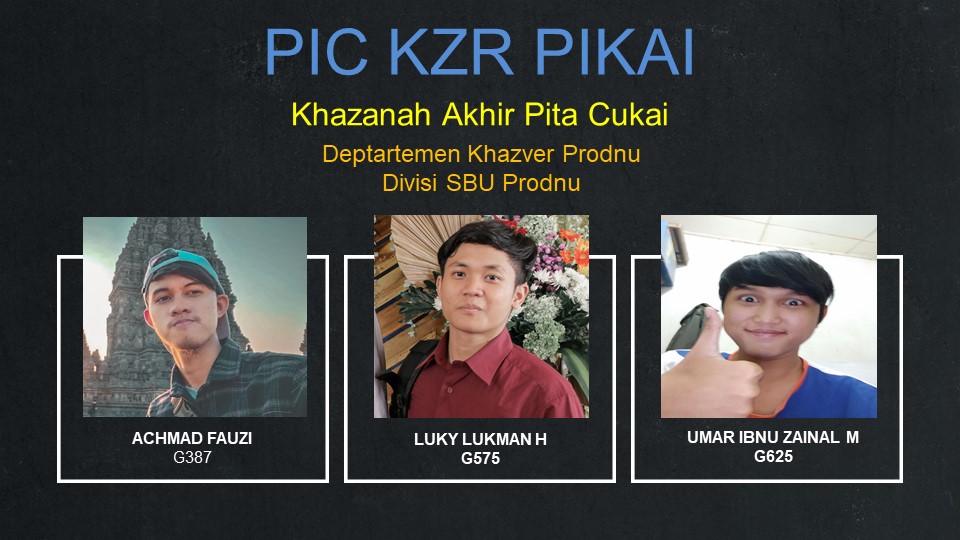 PIC KZR PIKAI
Khazanah Akhir Pita Cukai
Deptartemen Khazver Prodnu
Divisi SBU Prodnu
ACHMAD FAUZI
G387
LUKY LUKMAN H
G575
UMAR IBNU ZAINAL M
G625